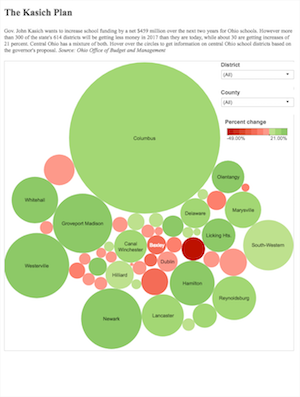 The Kasich Plan
Gov. John Kasich wants to increase school funding by a net $459 million over the next two years for Ohio schools. However more
than 300 of the state's 614 districts will be getting less money in 2017 than they are today, while about 30 are getting increases of
21 percent. Central Ohio has a mixture of both. Hover over the circles to get information on central Ohio school districts based on
the governor's proposal. Source: Ohio Office of Budget and Management
District
(All)
County
(All)
Percent change
-49.00% 21.00%
Columbus
Olentangy
Whitehall
Marysville
Delaware
Groveport Madison
Licking Hts.
South-Western
Canal
Winchester
Bexley
Westerville
Dublin
Hilliard
Hamilton
Reynoldsburg
Lancaster
Newark